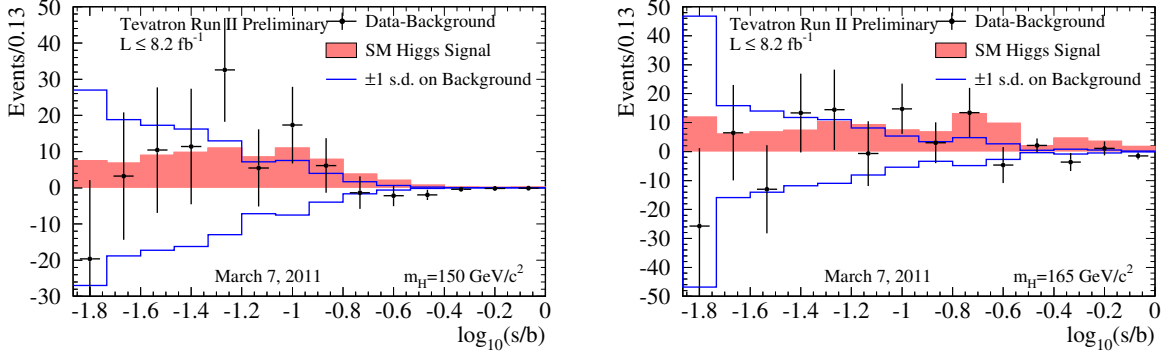 Events/0.13
50
40
30
20
10
0
-10
-20
-30
Tevatron Run II Preliminary
L ≤ 8.2 fb⁻¹
Data-Background
SM Higgs Signal
±1 s.d. on Background
March 7, 2011
m_H=150 GeV/c²
-1.8 -1.6 -1.4 -1.2 -1 -0.8 -0.6 -0.4 -0.2 0
log₁₀(s/b)
Events/0.13
50
40
30
20
10
0
-10
-20
-30
-40
-50
Tevatron Run II Preliminary
L ≤ 8.2 fb⁻¹
Data-Background
SM Higgs Signal
±1 s.d. on Background
March 7, 2011
m_H=165 GeV/c²
-1.8 -1.6 -1.4 -1.2 -1 -0.8 -0.6 -0.4 -0.2 0
log₁₀(s/b)